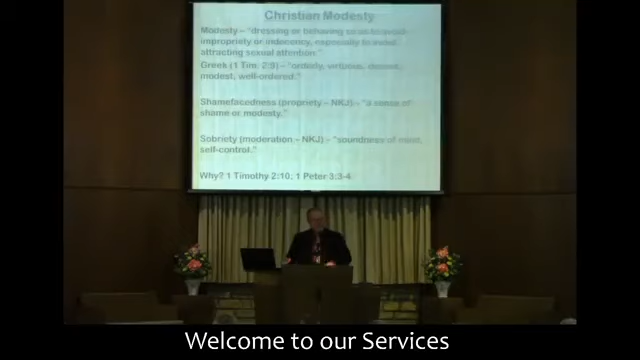 Christian Modesty
Modesty – "dressing or behaving so as to avoid
impropriety or indecency, especially to avoid
attracting sexual attention."
Greek (1 Tim. 2:9) – "orderly, virtuous, decent,
modest, well-ordered."
Shamefacedness (propriety – NKJ) – "a sense of
shame or modesty."
Sobriety (moderation – NKJ) – "soundness of mind,
self-control."
Why? 1 Timothy 2:10; 1 Peter 3:3-4
Welcome to our Services